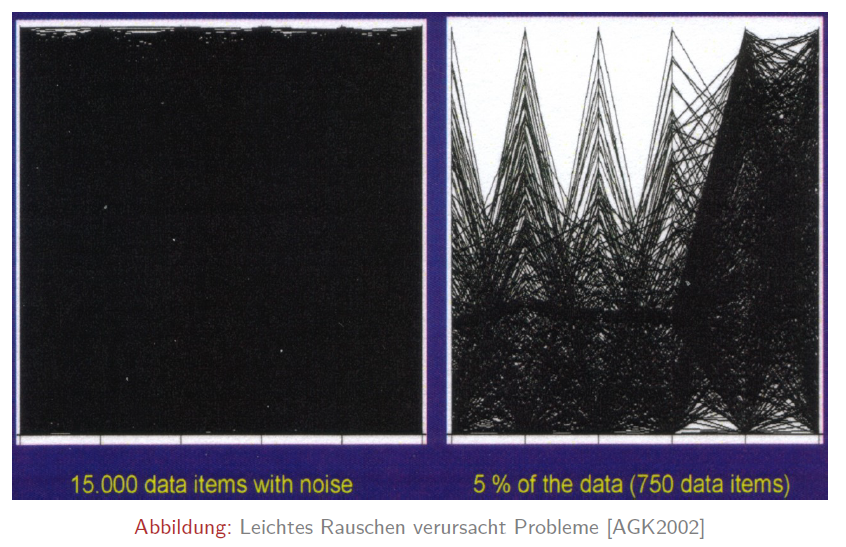 15.000 data items with noise
5 % of the data (750 data items)
Abbildung: Leichtes Rauschen verursacht Probleme [AGK2002]